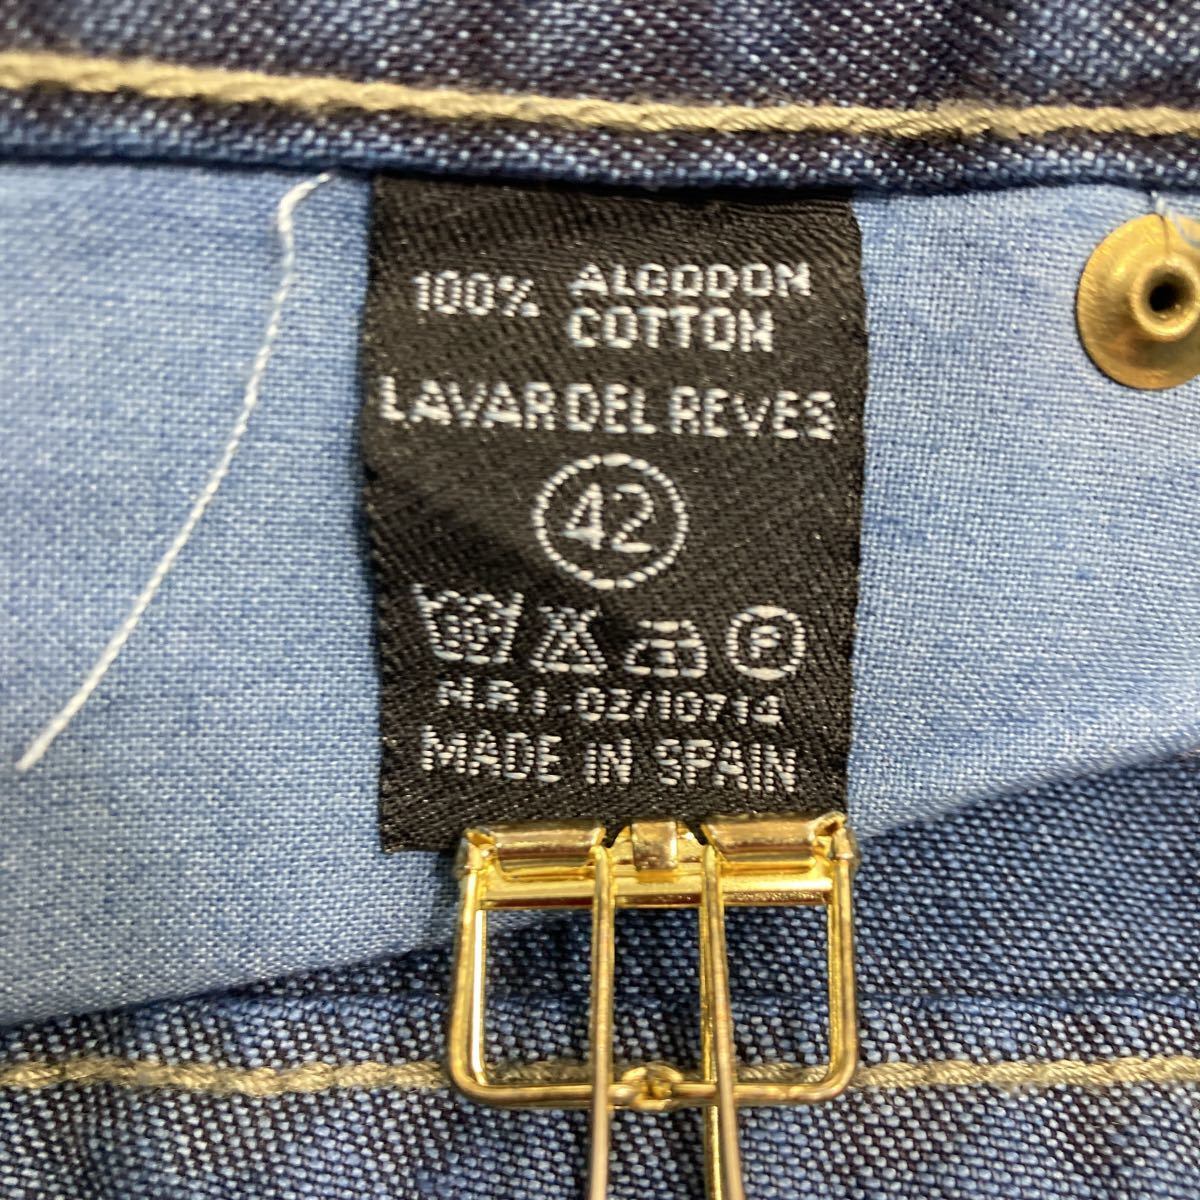 100% ALGODON
COTTON
LAVAR DEL REVES
42
P
N.R.I. 02/10714
MADE IN SPAIN